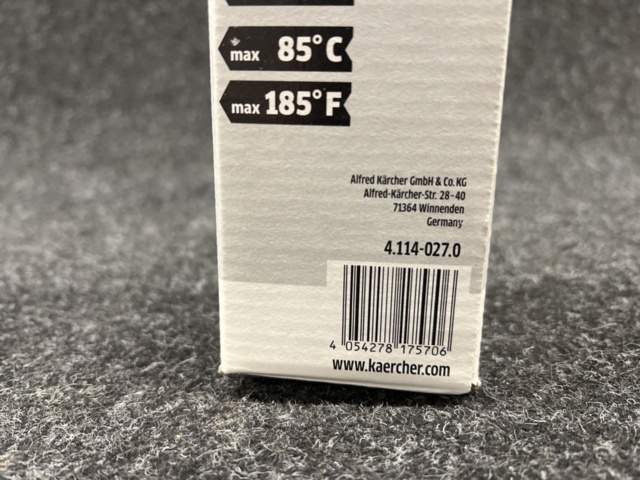 max 85°C
max 185°F
Alfred Kärcher GmbH & Co. KG
Alfred-Kärcher-Str. 28-40
71364 Winnenden
Germany
4.114-027.0
4 054278 175706
www.kaercher.com